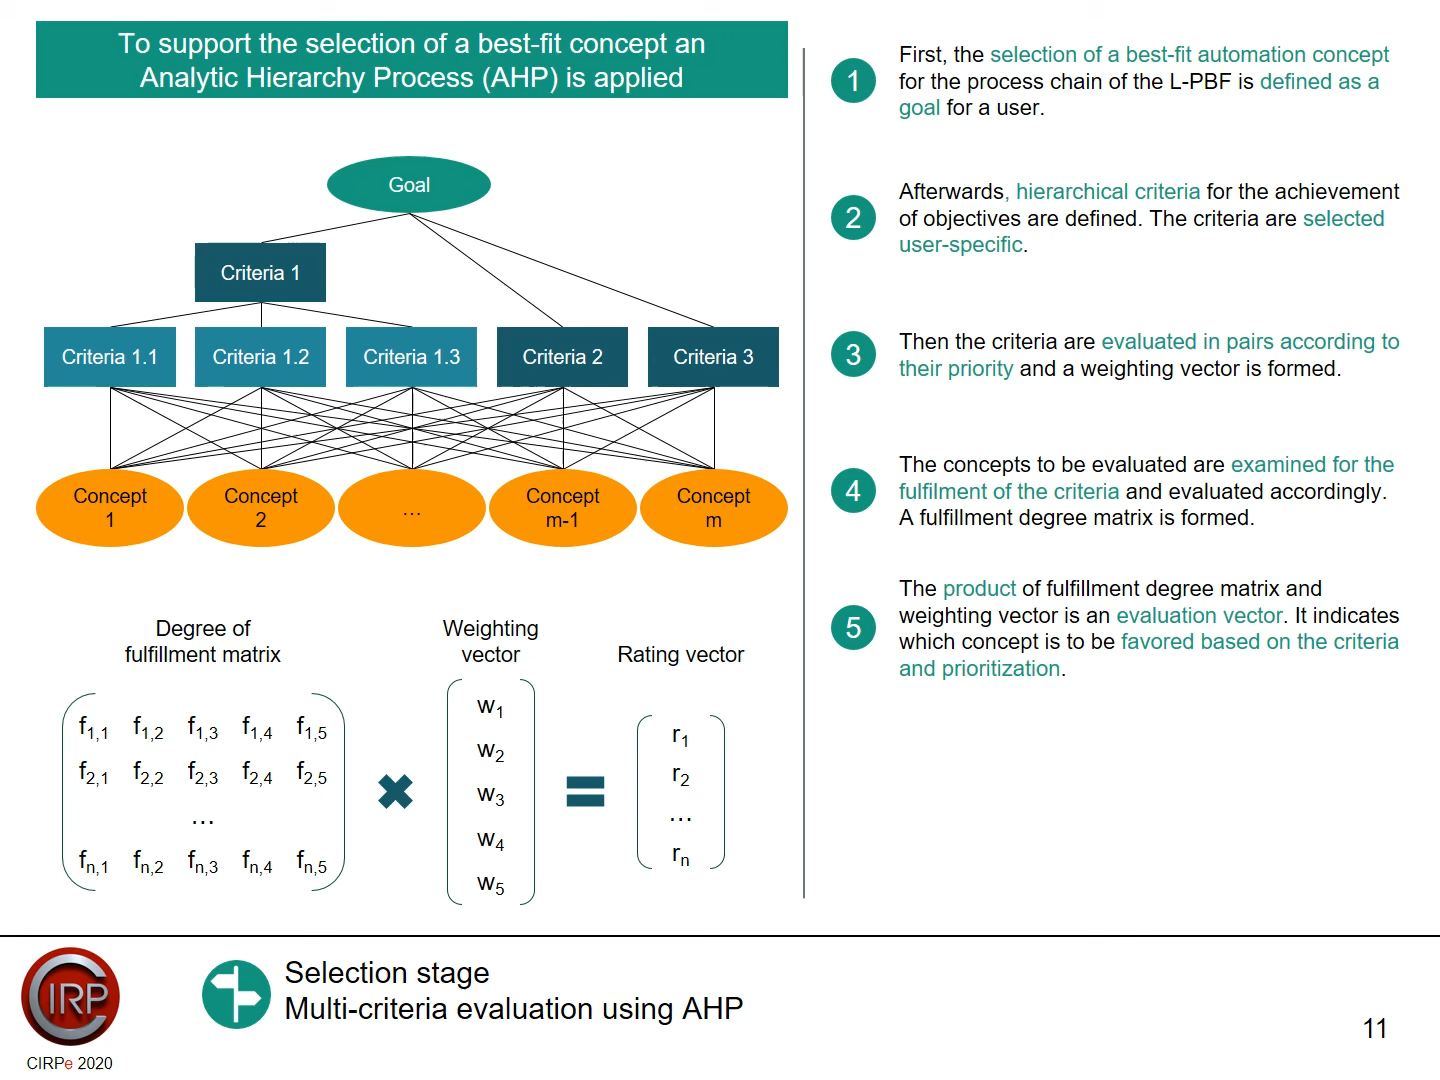 To support the selection of a best-fit concept an
Analytic Hierarchy Process (AHP) is applied
Goal
Criteria 1
Criteria 1.1
Criteria 1.2
Criteria 1.3
Criteria 2
Criteria 3
Concept
1
Concept
2
...
Concept
m-1
Concept
m
Degree of
fulfillment matrix
Weighting
vector
Rating vector
f1,1 f1,2 f1,3 f1,4 f1,5
f2,1 f2,2 f2,3 f2,4 f2,5
...
fn,1 fn,2 fn,3 fn,4 fn,5
✖
w1
w2
w3
w4
w5
=
r1
r2
...
rn
1
First, the selection of a best-fit automation concept
for the process chain of the L-PBF is defined as a
goal for a user.
2
Afterwards, hierarchical criteria for the achievement
of objectives are defined. The criteria are selected
user-specific.
3
Then the criteria are evaluated in pairs according to
their priority and a weighting vector is formed.
4
The concepts to be evaluated are examined for the
fulfilment of the criteria and evaluated accordingly.
A fulfillment degree matrix is formed.
5
The product of fulfillment degree matrix and
weighting vector is an evaluation vector. It indicates
which concept is to be favored based on the criteria
and prioritization.
CIRP
CIRPe 2020
Selection stage
Multi-criteria evaluation using AHP
11